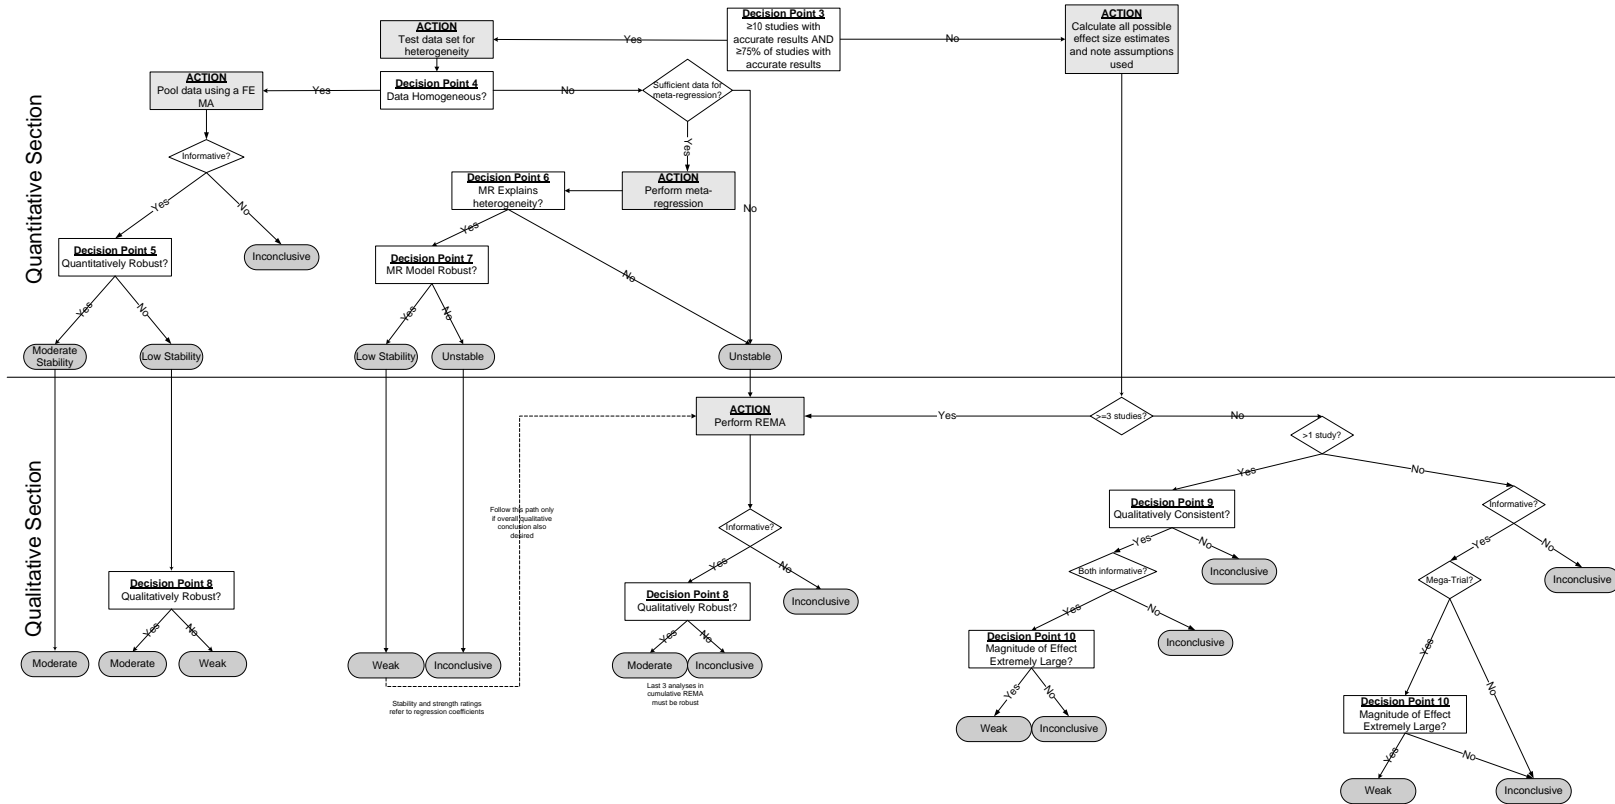 Quantitative Section
Qualitative Section
Decision Point 3
≥10 studies with
accurate results AND
≥75% of studies with
accurate results
Yes
No
ACTION
Test data set for
heterogeneity
ACTION
Calculate all possible
effect size estimates
and note assumptions
used
Decision Point 4
Data Homogeneous?
Yes
No
ACTION
Pool data using a FE
MA
Sufficient data for
meta-regression?
Yes
No
Informative?
Yes
No
ACTION
Perform meta-
regression
Decision Point 6
MR Explains
heterogeneity?
Yes
No
Decision Point 5
Quantitatively Robust?
Yes
No
Inconclusive
Decision Point 7
MR Model Robust?
Yes
No
Moderate
Stability
Low Stability
Low Stability
Unstable
Unstable
ACTION
Perform REMA
>=3 studies?
Yes
No
>1 study?
Yes
No
Follow this path only
if overall qualitative
conclusion also
desired
Informative?
Yes
No
Decision Point 9
Qualitatively Consistent?
Yes
No
Informative?
Yes
No
Decision Point 8
Qualitatively Robust?
Yes
No
Decision Point 8
Qualitatively Robust?
Yes
No
Inconclusive
Both informative?
Yes
No
Inconclusive
Mega-Trial?
Yes
No
Inconclusive
Moderate
Moderate
Weak
Weak
Inconclusive
Moderate
Inconclusive
Decision Point 10
Magnitude of Effect
Extremely Large?
Yes
No
Inconclusive
Stability and strength ratings
refer to regression coefficients
Last 3 analyses in
cumulative REMA
must be robust
Weak
Inconclusive
Decision Point 10
Magnitude of Effect
Extremely Large?
Yes
No
Weak
Inconclusive